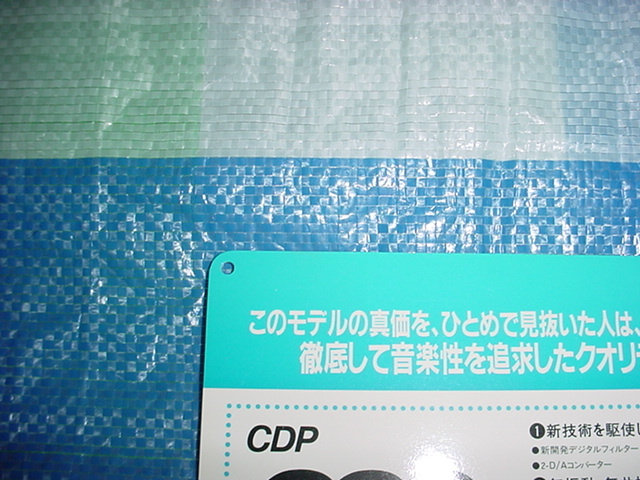 このモデルの真価を、ひとめで見抜いた人は、
徹底して音楽性を追求したクオリ
CDP
❶新技術を駆使し
●新開発デジタルフィルター
●2-D/Aコンバーター